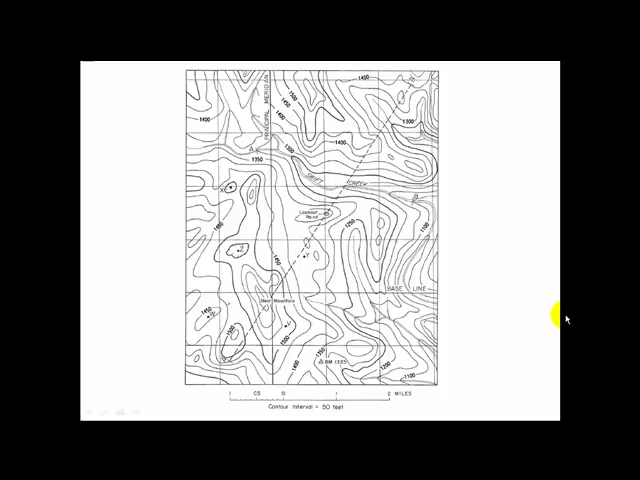 1400
1500
1450
1400
1300
PRINCIPAL MERIDIAN
1400
1300
A
1350
SWIFT
CREEK
X
B
Lookout
Point
1250
1100
1450
1450
Z
Y
BASE LINE
Bear Mountain
1450
1500
1500
1350
BM 1325
1400
1200
1100
1 0.5 0 1 2 MILES
Contour Interval = 50 feet